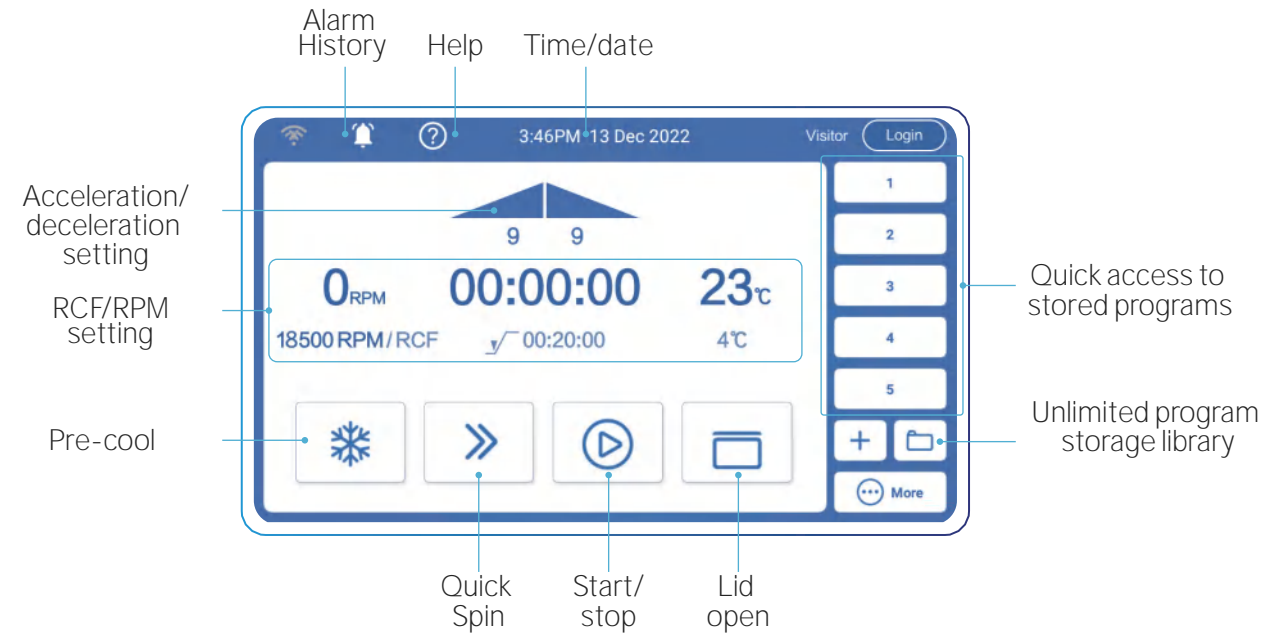 Alarm
History
Help
Time/date
3:46PM 13 Dec 2022
Visitor
Login
Acceleration/
deceleration
setting
9 9
RCF/RPM
setting
0RPM 00:00:00 23℃
18500 RPM/RCF 00:20:00 4℃
1
2
3
4
5
Quick access to
stored programs
Pre-cool
Unlimited program
storage library
More
Quick
Spin
Start/
stop
Lid
open